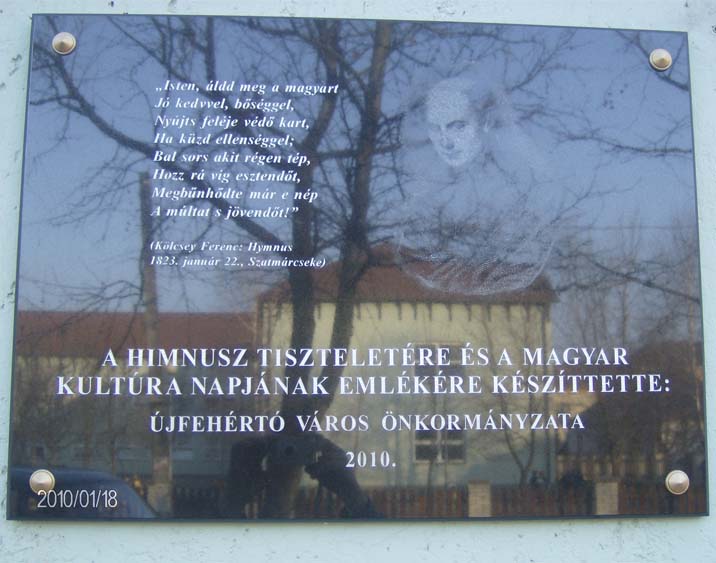 „Isten, áldd meg a magyart
Jó kedvvel, bőséggel,
Nyújts feléje védő kart,
Ha küzd ellenséggel;
Bal sors akit régen tép,
Hozz rá víg esztendőt,
Megbűnhődte már e nép
A múltat s jövendőt!”
(Kölcsey Ferenc: Hymnus
1823. január 22., Szatmárcseke)
A HIMNUSZ TISZTELETÉRE ÉS A MAGYAR
KULTÚRA NAPJÁNAK EMLÉKÉRE KÉSZÍTTETTE:
ÚJFEHÉRTÓ VÁROS ÖNKORMÁNYZATA
2010.
2010/01/18